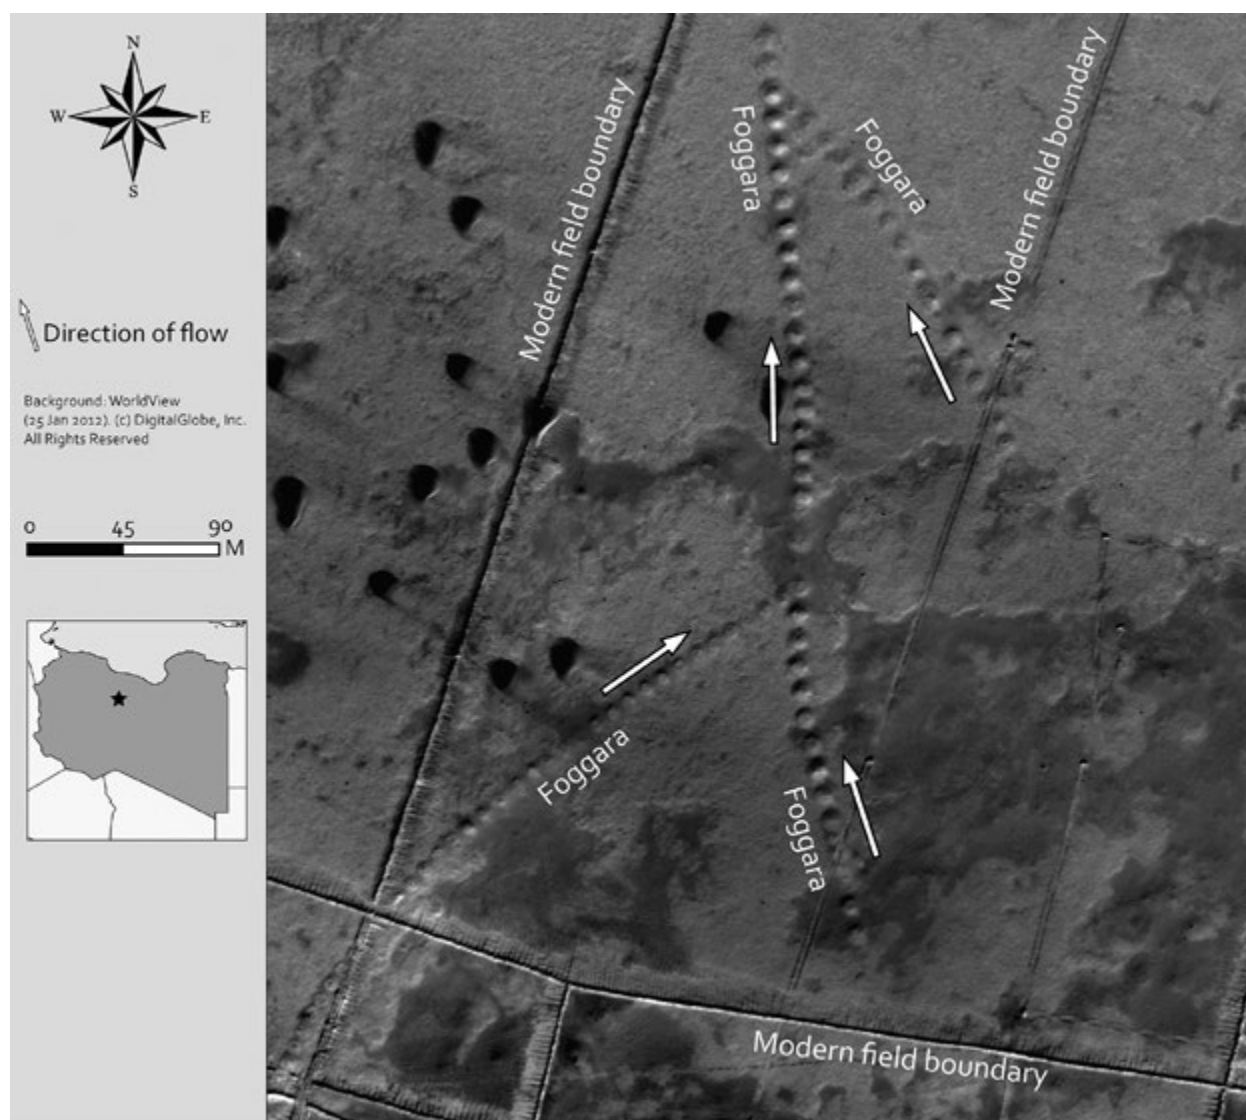 N
W
E
S
Direction of flow
Background: WorldView
(25 Jan 2012). (c) DigitalGlobe, Inc.
All Rights Reserved
0 45 90
M
Modern field boundary
Foggara
Foggara
Modern field boundary
Foggara
Foggara
Modern field boundary